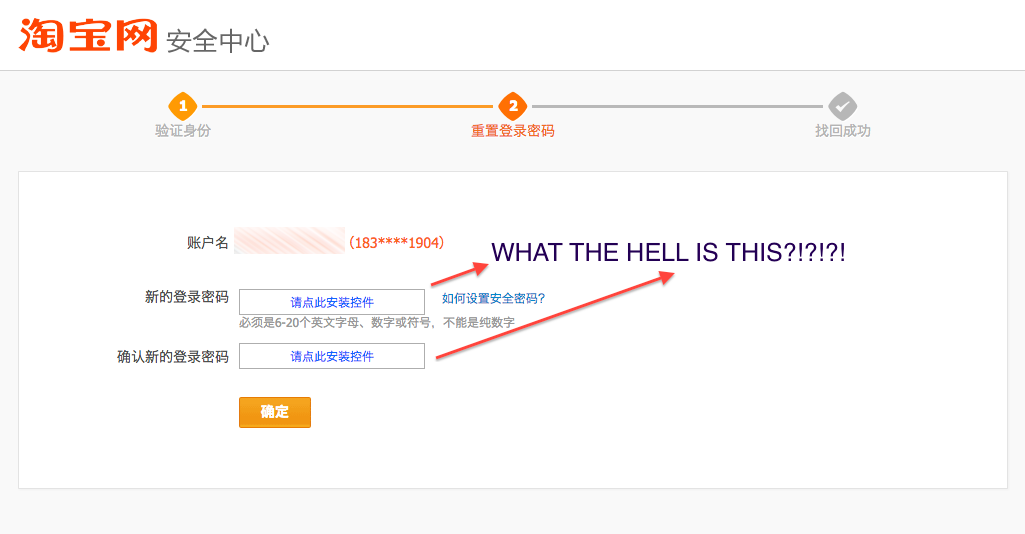 淘宝网 安全中心
1 2
验证身份 重置登录密码 找回成功
账户名 (183****1904)
WHAT THE HELL IS THIS?!?!?!
新的登录密码 请点此安装控件 如何设置安全密码?
必须是6-20个英文字母、数字或符号，不能是纯数字
确认新的登录密码 请点此安装控件
确定